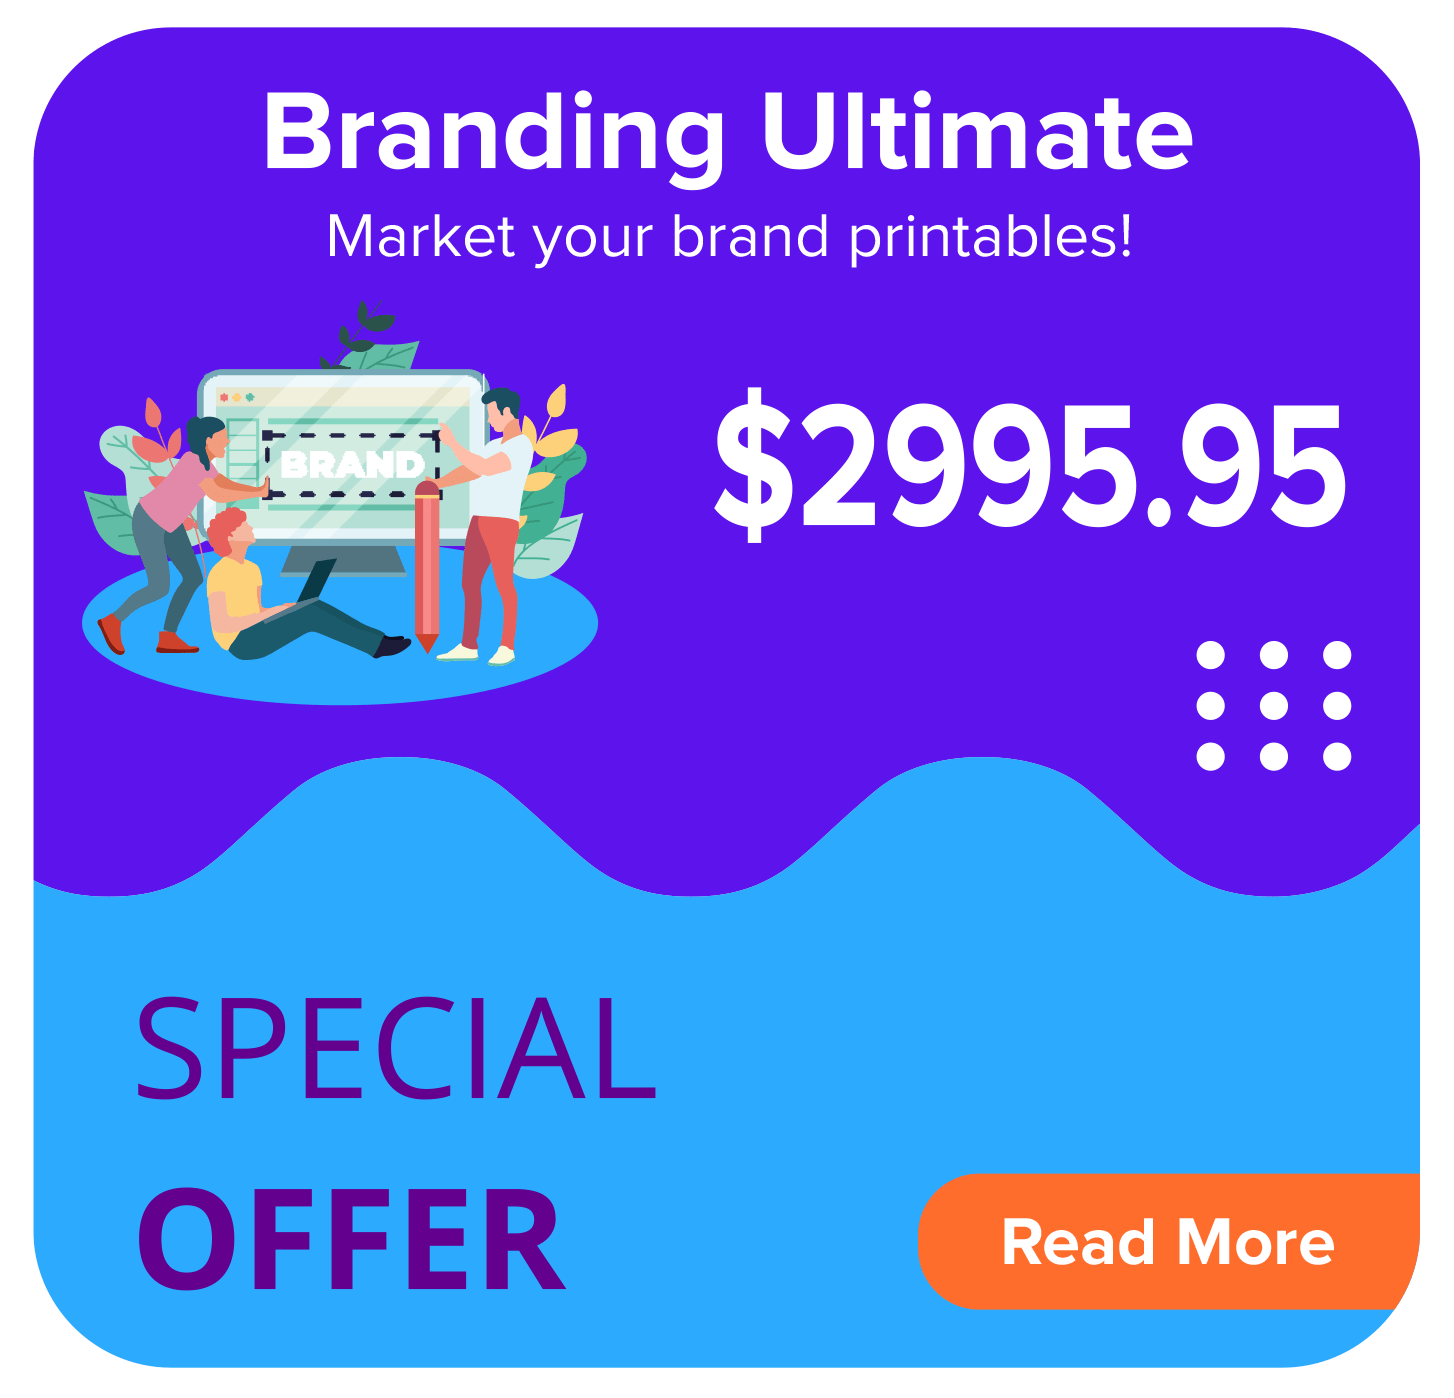 Branding Ultimate
Market your brand printables!
BRAND
$2995.95
SPECIAL
OFFER
Read More